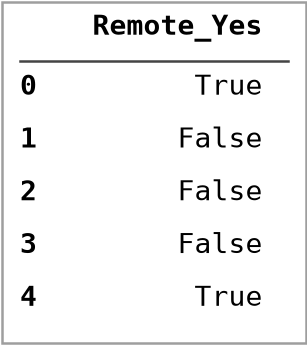 Remote_Yes
0 True
1 False
2 False
3 False
4 True